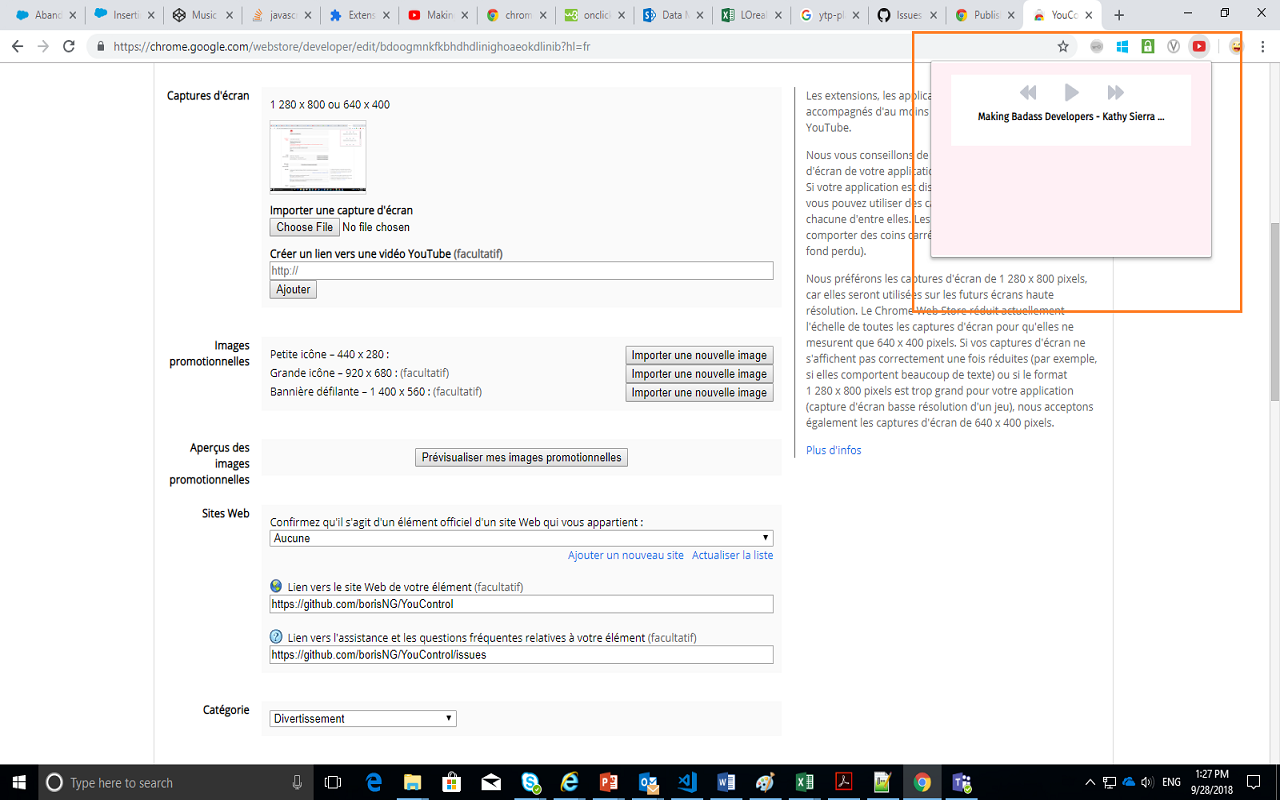 Aband
Inserti
Music
javasc
Extens
Making
chrom
onclic
Data M
LOreal
ytp-pl
Issues
Publis
YouCo
https://chrome.google.com/webstore/developer/edit/bdoogmnkfkbhdhdlinighoaeokdlinib?hl=fr
Captures d'écran
1 280 x 800 ou 640 x 400
Importer une capture d'écran
Choose File No file chosen
Créer un lien vers une vidéo YouTube (facultatif)
http://
Ajouter
Images
promotionnelles
Petite icône – 440 x 280 :
Importer une nouvelle image
Grande icône – 920 x 680 : (facultatif)
Importer une nouvelle image
Bannière défilante – 1 400 x 560 : (facultatif)
Importer une nouvelle image
Aperçus des
images
promotionnelles
Prévisualiser mes images promotionnelles
Sites Web
Confirmez qu'il s'agit d'un élément officiel d'un site Web qui vous appartient :
Aucune
Ajouter un nouveau site Actualiser la liste
Lien vers le site Web de votre élément (facultatif)
https://github.com/borisNG/YouControl
Lien vers l'assistance et les questions fréquentes relatives à votre élément (facultatif)
https://github.com/borisNG/YouControl/issues
Catégorie
Divertissement
Les extensions, les applica
accompagnés d'au moins
YouTube.
Nous vous conseillons de
d'écran de votre applicatio
Si votre application est dis
vous pouvez utiliser des ca
chacune d'entre elles. Les
comporter des coins carré
fond perdu).
Nous préférons les captures d'écran de 1 280 x 800 pixels,
car elles seront utilisées sur les futurs écrans haute
résolution. Le Chrome Web Store réduit actuellement
l'échelle de toutes les captures d'écran pour qu'elles ne
mesurent que 640 x 400 pixels. Si vos captures d'écran ne
s'affichent pas correctement une fois réduites (par exemple,
si elles comportent beaucoup de texte) ou si le format
1 280 x 800 pixels est trop grand pour votre application
(capture d'écran basse résolution d'un jeu), nous acceptons
également les captures d'écran de 640 x 400 pixels.
Plus d'infos
Making Badass Developers - Kathy Sierra ...
Type here to search
ENG
1:27 PM
9/28/2018